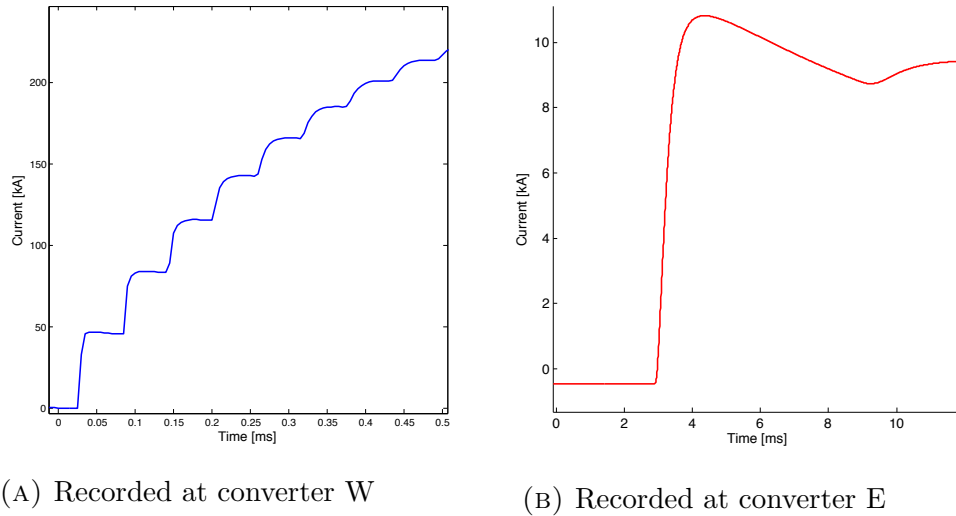 200
150
100
50
0
Current [kA]
0 0.05 0.1 0.15 0.2 0.25 0.3 0.35 0.4 0.45 0.5
Time [ms]
(A) Recorded at converter W
10
8
6
4
2
0
Current [kA]
0 2 4 6 8 10
Time [ms]
(B) Recorded at converter E